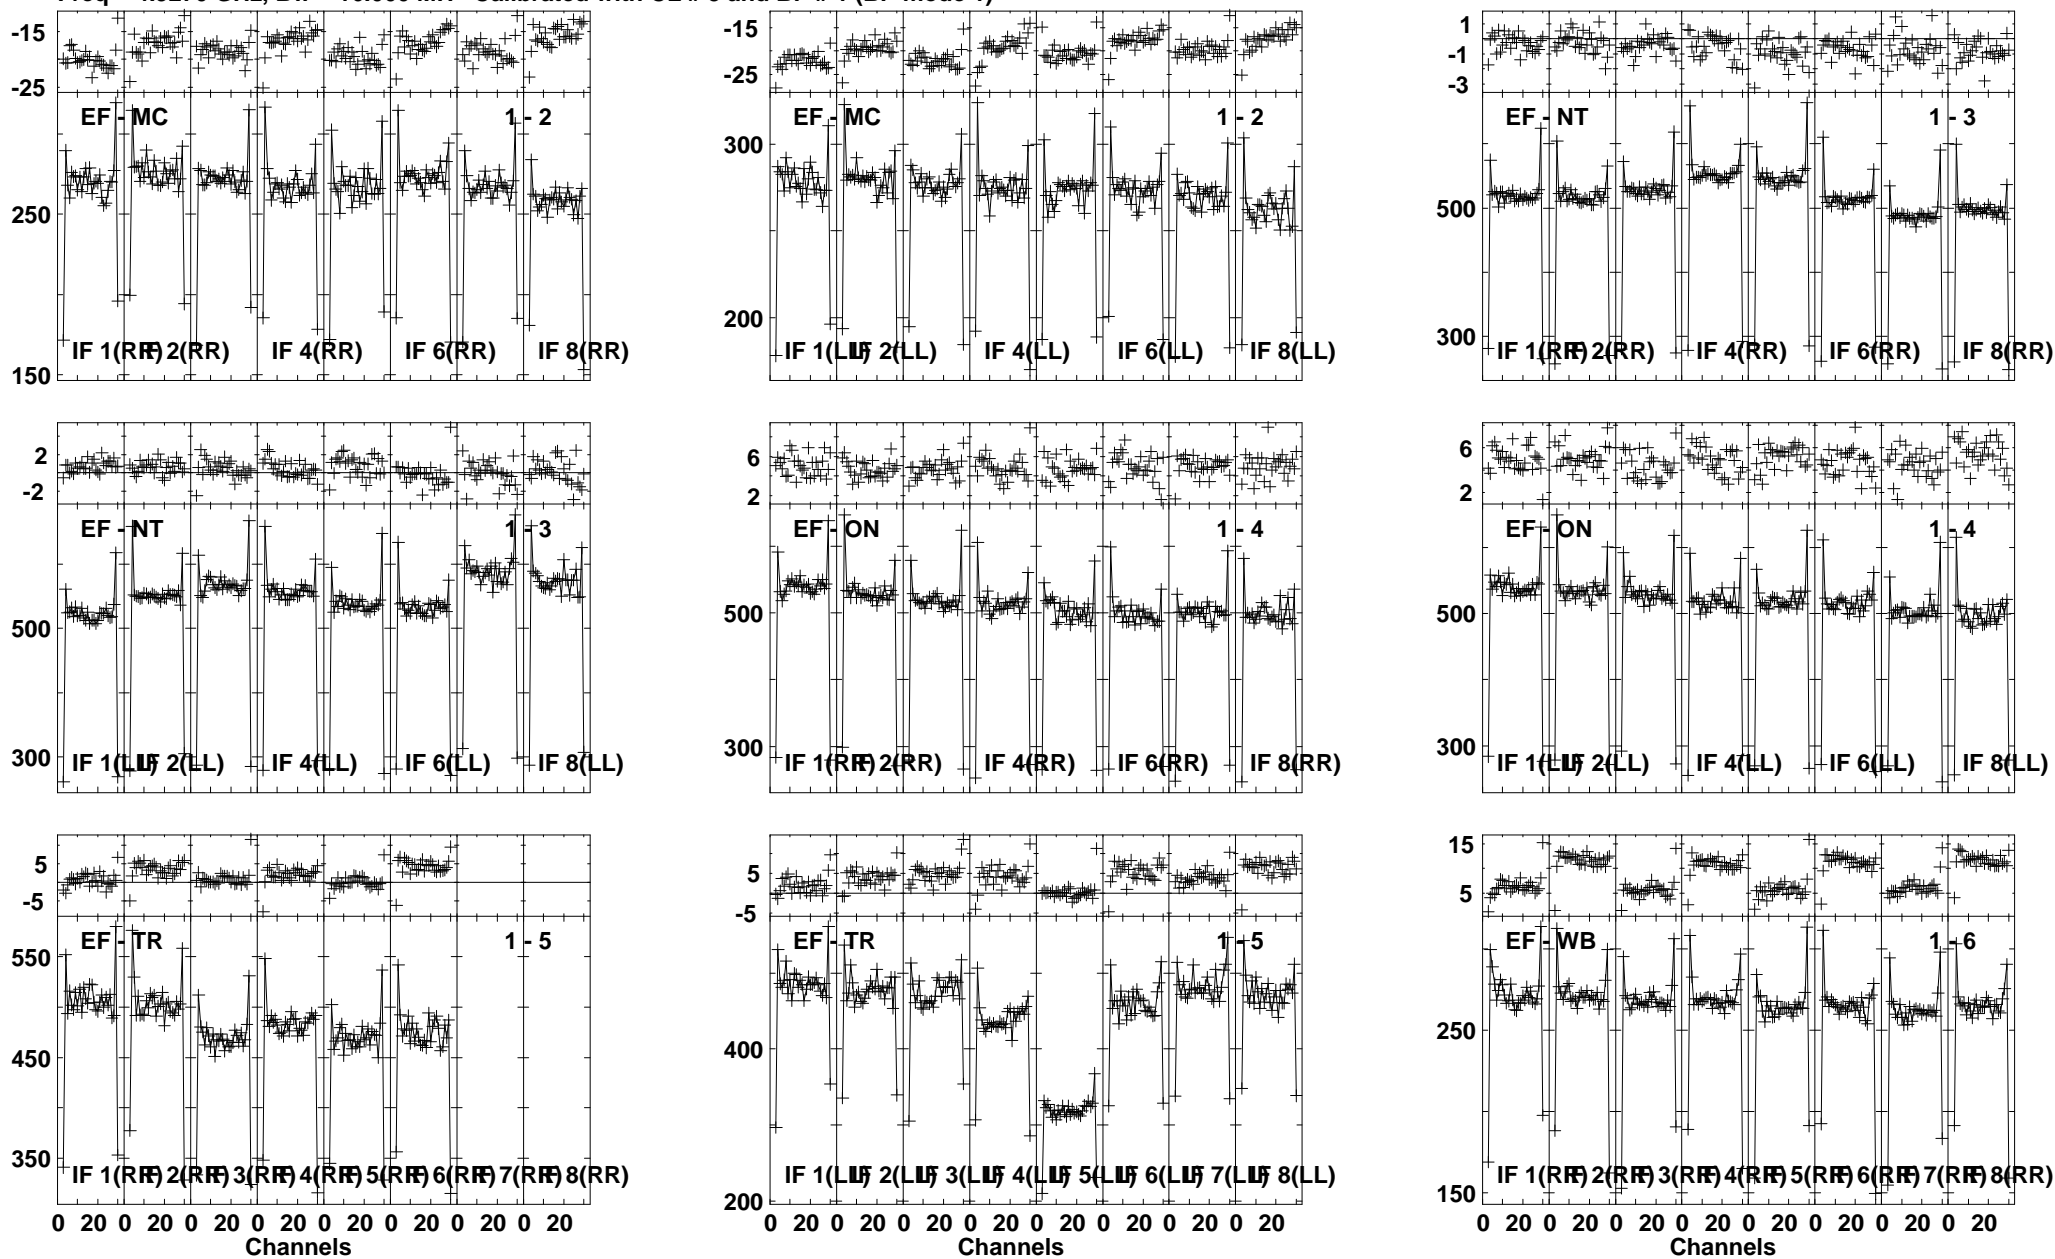 -15 -25 EF - MC 1 - 2 250 150 IF 1(RR) IF 2(RR) IF 4(RR) IF 6(RR) IF 8(RR)
-15 -25 EF - MC 1 - 2 300 200 IF 1(LL) IF 2(LL) IF 4(LL) IF 6(LL) IF 8(LL)
1 -1 -3 EF - NT 1 - 3 500 300 IF 1(RR) IF 2(RR) IF 4(RR) IF 6(RR) IF 8(RR)
2 -2 EF - NT 1 - 3 500 300 IF 1(LL) IF 2(LL) IF 4(LL) IF 6(LL) IF 8(LL)
6 2 EF - ON 1 - 4 500 300 IF 1(RR) IF 2(RR) IF 4(RR) IF 6(RR) IF 8(RR)
6 2 EF - ON 1 - 4 500 300 IF 1(LL) IF 2(LL) IF 4(LL) IF 6(LL) IF 8(LL)
5 -5 EF - TR 1 - 5 550 450 350 IF 1(RR) IF 2(RR) IF 3(RR) IF 4(RR) IF 5(RR) IF 6(RR) IF 7(RR) IF 8(RR)
0 20 0 20 0 20 0 20 0 20 0 20 0 20 0 20
Channels
5 -5 EF - TR 1 - 5 400 200 IF 1(LL) IF 2(LL) IF 3(LL) IF 4(LL) IF 5(LL) IF 6(LL) IF 7(LL) IF 8(LL)
0 20 0 20 0 20 0 20 0 20 0 20 0 20 0 20
Channels
15 5 EF - WB 1 - 6 250 150 IF 1(RR) IF 2(RR) IF 3(RR) IF 4(RR) IF 5(RR) IF 6(RR) IF 7(RR) IF 8(RR)
0 20 0 20 0 20 0 20 0 20 0 20 0 20 0 20
Channels